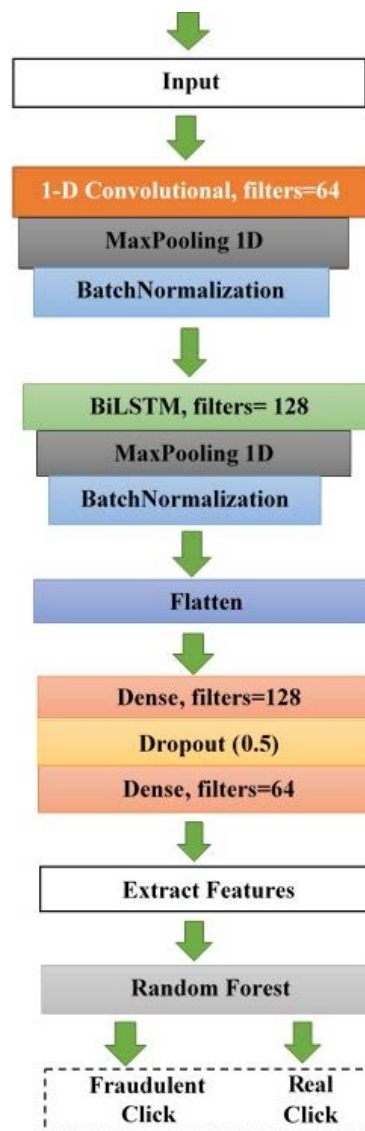 Input
1-D Convolutional, filters=64
MaxPooling 1D
BatchNormalization
BiLSTM, filters= 128
MaxPooling 1D
BatchNormalization
Flatten
Dense, filters=128
Dropout (0.5)
Dense, filters=64
Extract Features
Random Forest
Fraudulent
Click
Real
Click